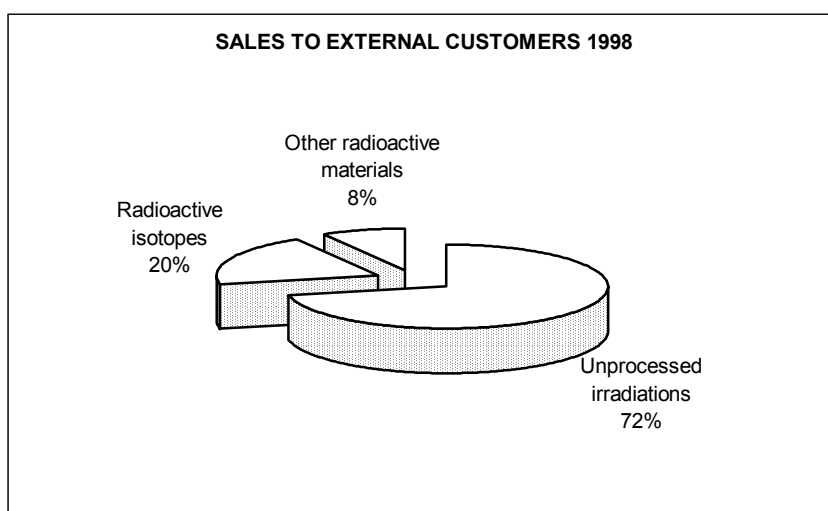 SALES TO EXTERNAL CUSTOMERS 1998
Other radioactive
materials
8%
Radioactive
isotopes
20%
Unprocessed
irradiations
72%